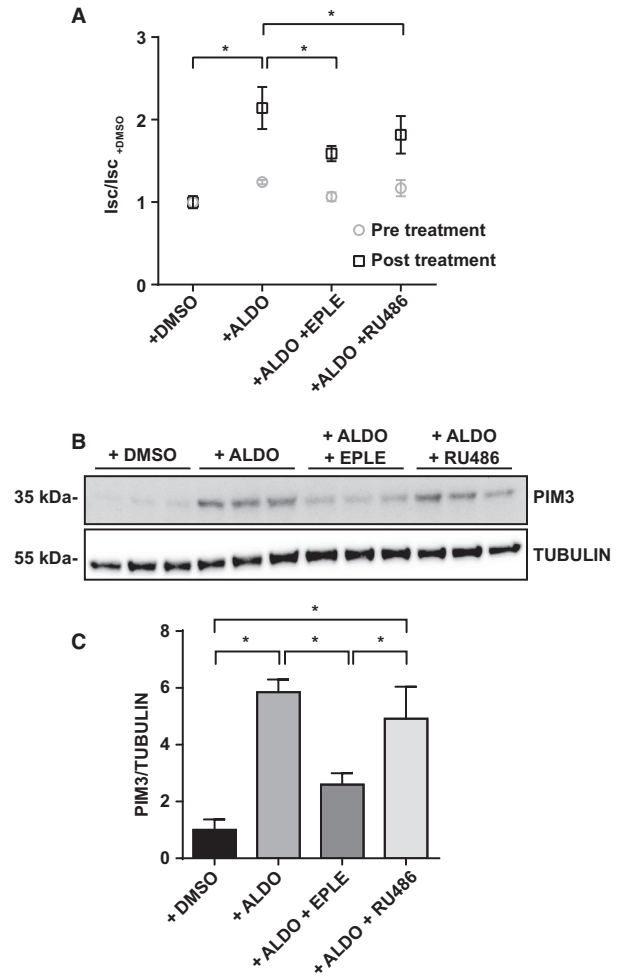 A
*
* *
3
2
1
0
Isc/Isc +DMSO
Pre treatment
Post treatment
+DMSO
+ALDO
+ALDO +EPLE
+ALDO +RU486
B
+ DMSO
+ ALDO
+ ALDO
+ EPLE
+ ALDO
+ RU486
35 kDa-
PIM3
55 kDa-
TUBULIN
C
*
* * *
8
6
4
2
0
PIM3/TUBULIN
+ DMSO
+ ALDO
+ ALDO + EPLE
+ ALDO + RU486